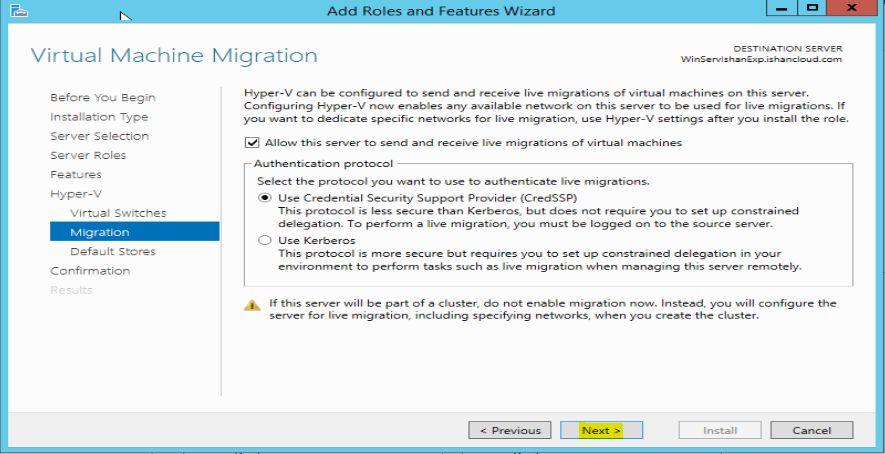 Add Roles and Features Wizard
Virtual Machine Migration
DESTINATION SERVER
WinServIshanExp.ishancloud.com
Before You Begin
Installation Type
Server Selection
Server Roles
Features
Hyper-V
Virtual Switches
Migration
Default Stores
Confirmation
Results
Hyper-V can be configured to send and receive live migrations of virtual machines on this server.
Configuring Hyper-V now enables any available network on this server to be used for live migrations. If
you want to dedicate specific networks for live migration, use Hyper-V settings after you install the role.
Allow this server to send and receive live migrations of virtual machines
Authentication protocol
Select the protocol you want to use to authenticate live migrations.
Use Credential Security Support Provider (CredSSP)
This protocol is less secure than Kerberos, but does not require you to set up constrained
delegation. To perform a live migration, you must be logged on to the source server.
Use Kerberos
This protocol is more secure but requires you to set up constrained delegation in your
environment to perform tasks such as live migration when managing this server remotely.
If this server will be part of a cluster, do not enable migration now. Instead, you will configure the
server for live migration, including specifying networks, when you create the cluster.
< Previous
Next >
Install
Cancel